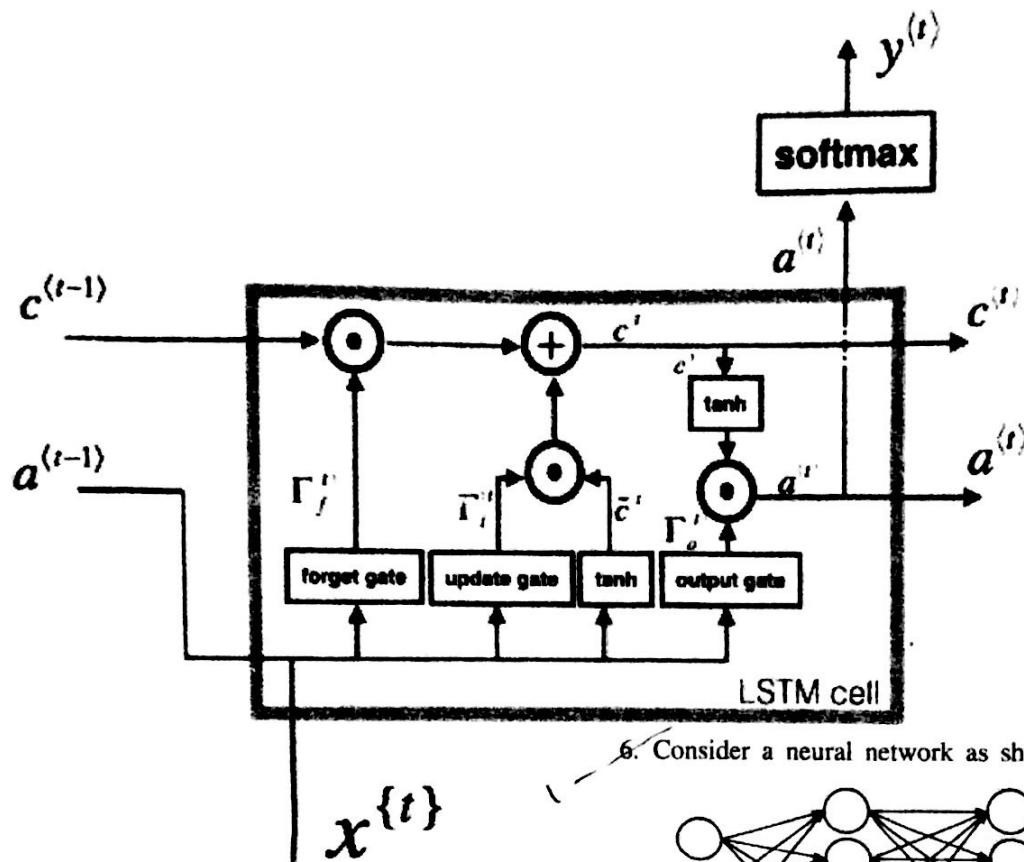 y⟨t⟩
softmax
a⟨t⟩
c⟨t-1⟩
c^t
c⟨t⟩
c^t
tanh
a⟨t-1⟩
a⟨t⟩
a⟨t⟩
Γ_f
c̃^t
Γ_o
forget gate
update gate
tanh
output gate
LSTM cell
6. Consider a neural network as sh
x{t}